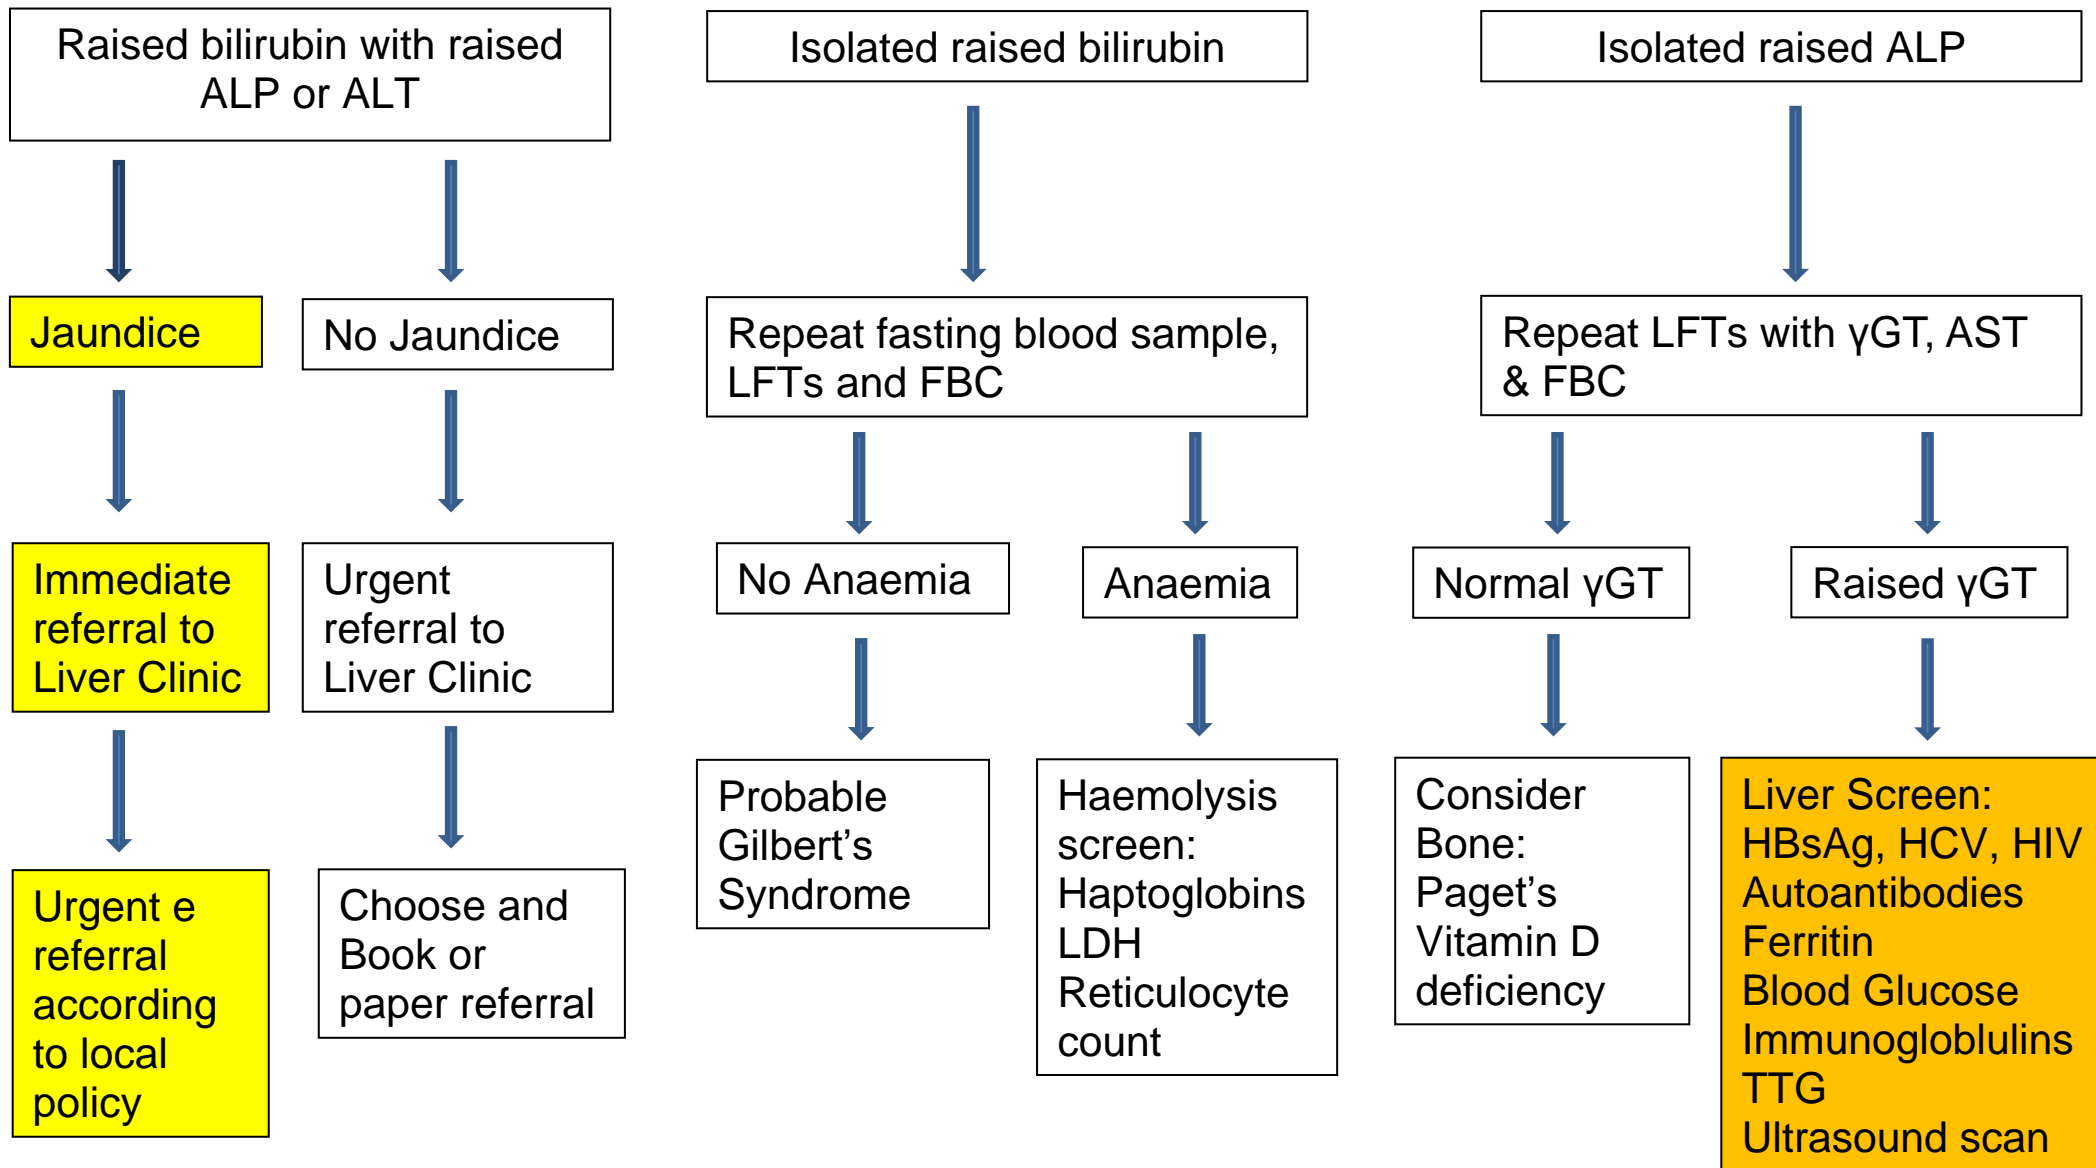 Raised bilirubin with raised
ALP or ALT
Jaundice
No Jaundice
Immediate
referral to
Liver Clinic
Urgent
referral to
Liver Clinic
Urgent e
referral
according
to local
policy
Choose and
Book or
paper referral
Isolated raised bilirubin
Repeat fasting blood sample,
LFTs and FBC
No Anaemia
Anaemia
Probable
Gilbert’s
Syndrome
Haemolysis
screen:
Haptoglobins
LDH
Reticulocyte
count
Isolated raised ALP
Repeat LFTs with γGT, AST
& FBC
Normal γGT
Raised γGT
Consider
Bone:
Paget’s
Vitamin D
deficiency
Liver Screen:
HBsAg, HCV, HIV
Autoantibodies
Ferritin
Blood Glucose
Immunogloblulins
TTG
Ultrasound scan